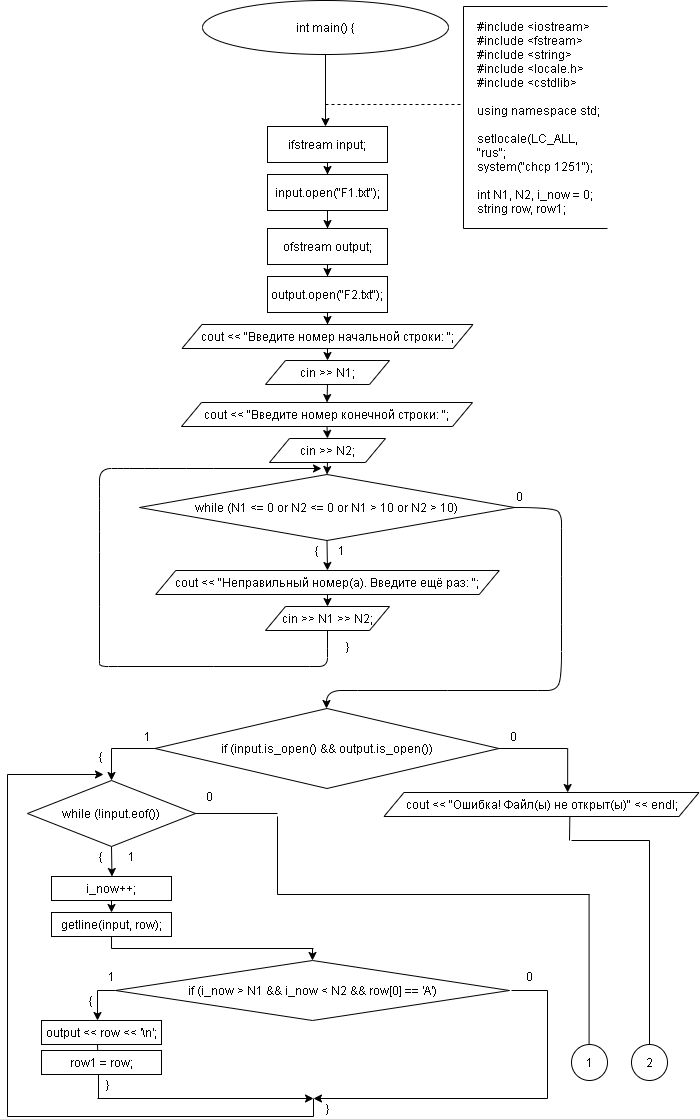 int main() {
#include <iostream>
#include <fstream>
#include <string>
#include <locale.h>
#include <cstdlib>
using namespace std;
setlocale(LC_ALL,
"rus";
system("chcp 1251");
int N1, N2, i_now = 0;
string row, row1;
ifstream input;
input.open("F1.txt");
ofstream output;
output.open("F2.txt");
cout << "Введите номер начальной строки: ";
cin >> N1;
cout << "Введите номер конечной строки: ";
cin >> N2;
while (N1 <= 0 or N2 <= 0 or N1 > 10 or N2 > 10)
0
{ 1
cout << "Неправильный номер(а). Введите ещё раз: ";
cin >> N1 >> N2;
}
if (input.is_open() && output.is_open())
1
0
{
while (!input.eof())
0
cout << "Ошибка! Файл(ы) не открыт(ы)" << endl;
{ 1
i_now++;
getline(input, row);
if (i_now > N1 && i_now < N2 && row[0] == 'A')
1
0
{
output << row << '\n';
row1 = row;
}
1
2
}